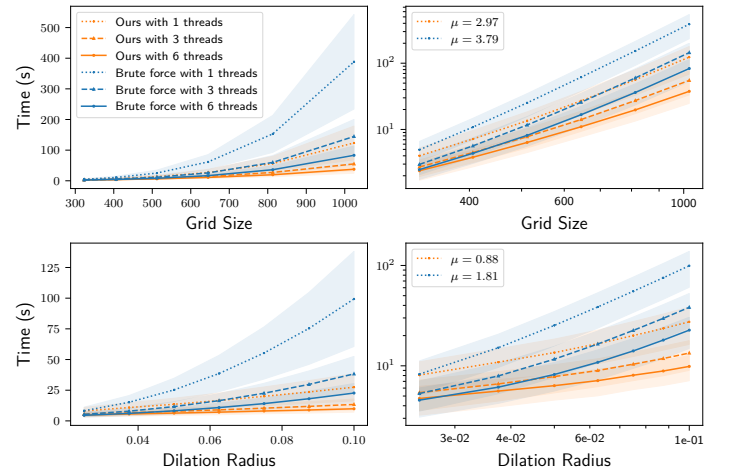 Time (s)
500
400
300
200
100
0
Ours with 1 threads
Ours with 3 threads
Ours with 6 threads
Brute force with 1 threads
Brute force with 3 threads
Brute force with 6 threads
300 400 500 600 700 800 900 1000
Grid Size
10²
10¹
μ = 2.97
μ = 3.79
400 600 1000
Grid Size
Time (s)
125
100
75
50
25
0
0.04 0.06 0.08 0.10
Dilation Radius
10²
10¹
μ = 0.88
μ = 1.81
3e-02 4e-02 6e-02 1e-01
Dilation Radius